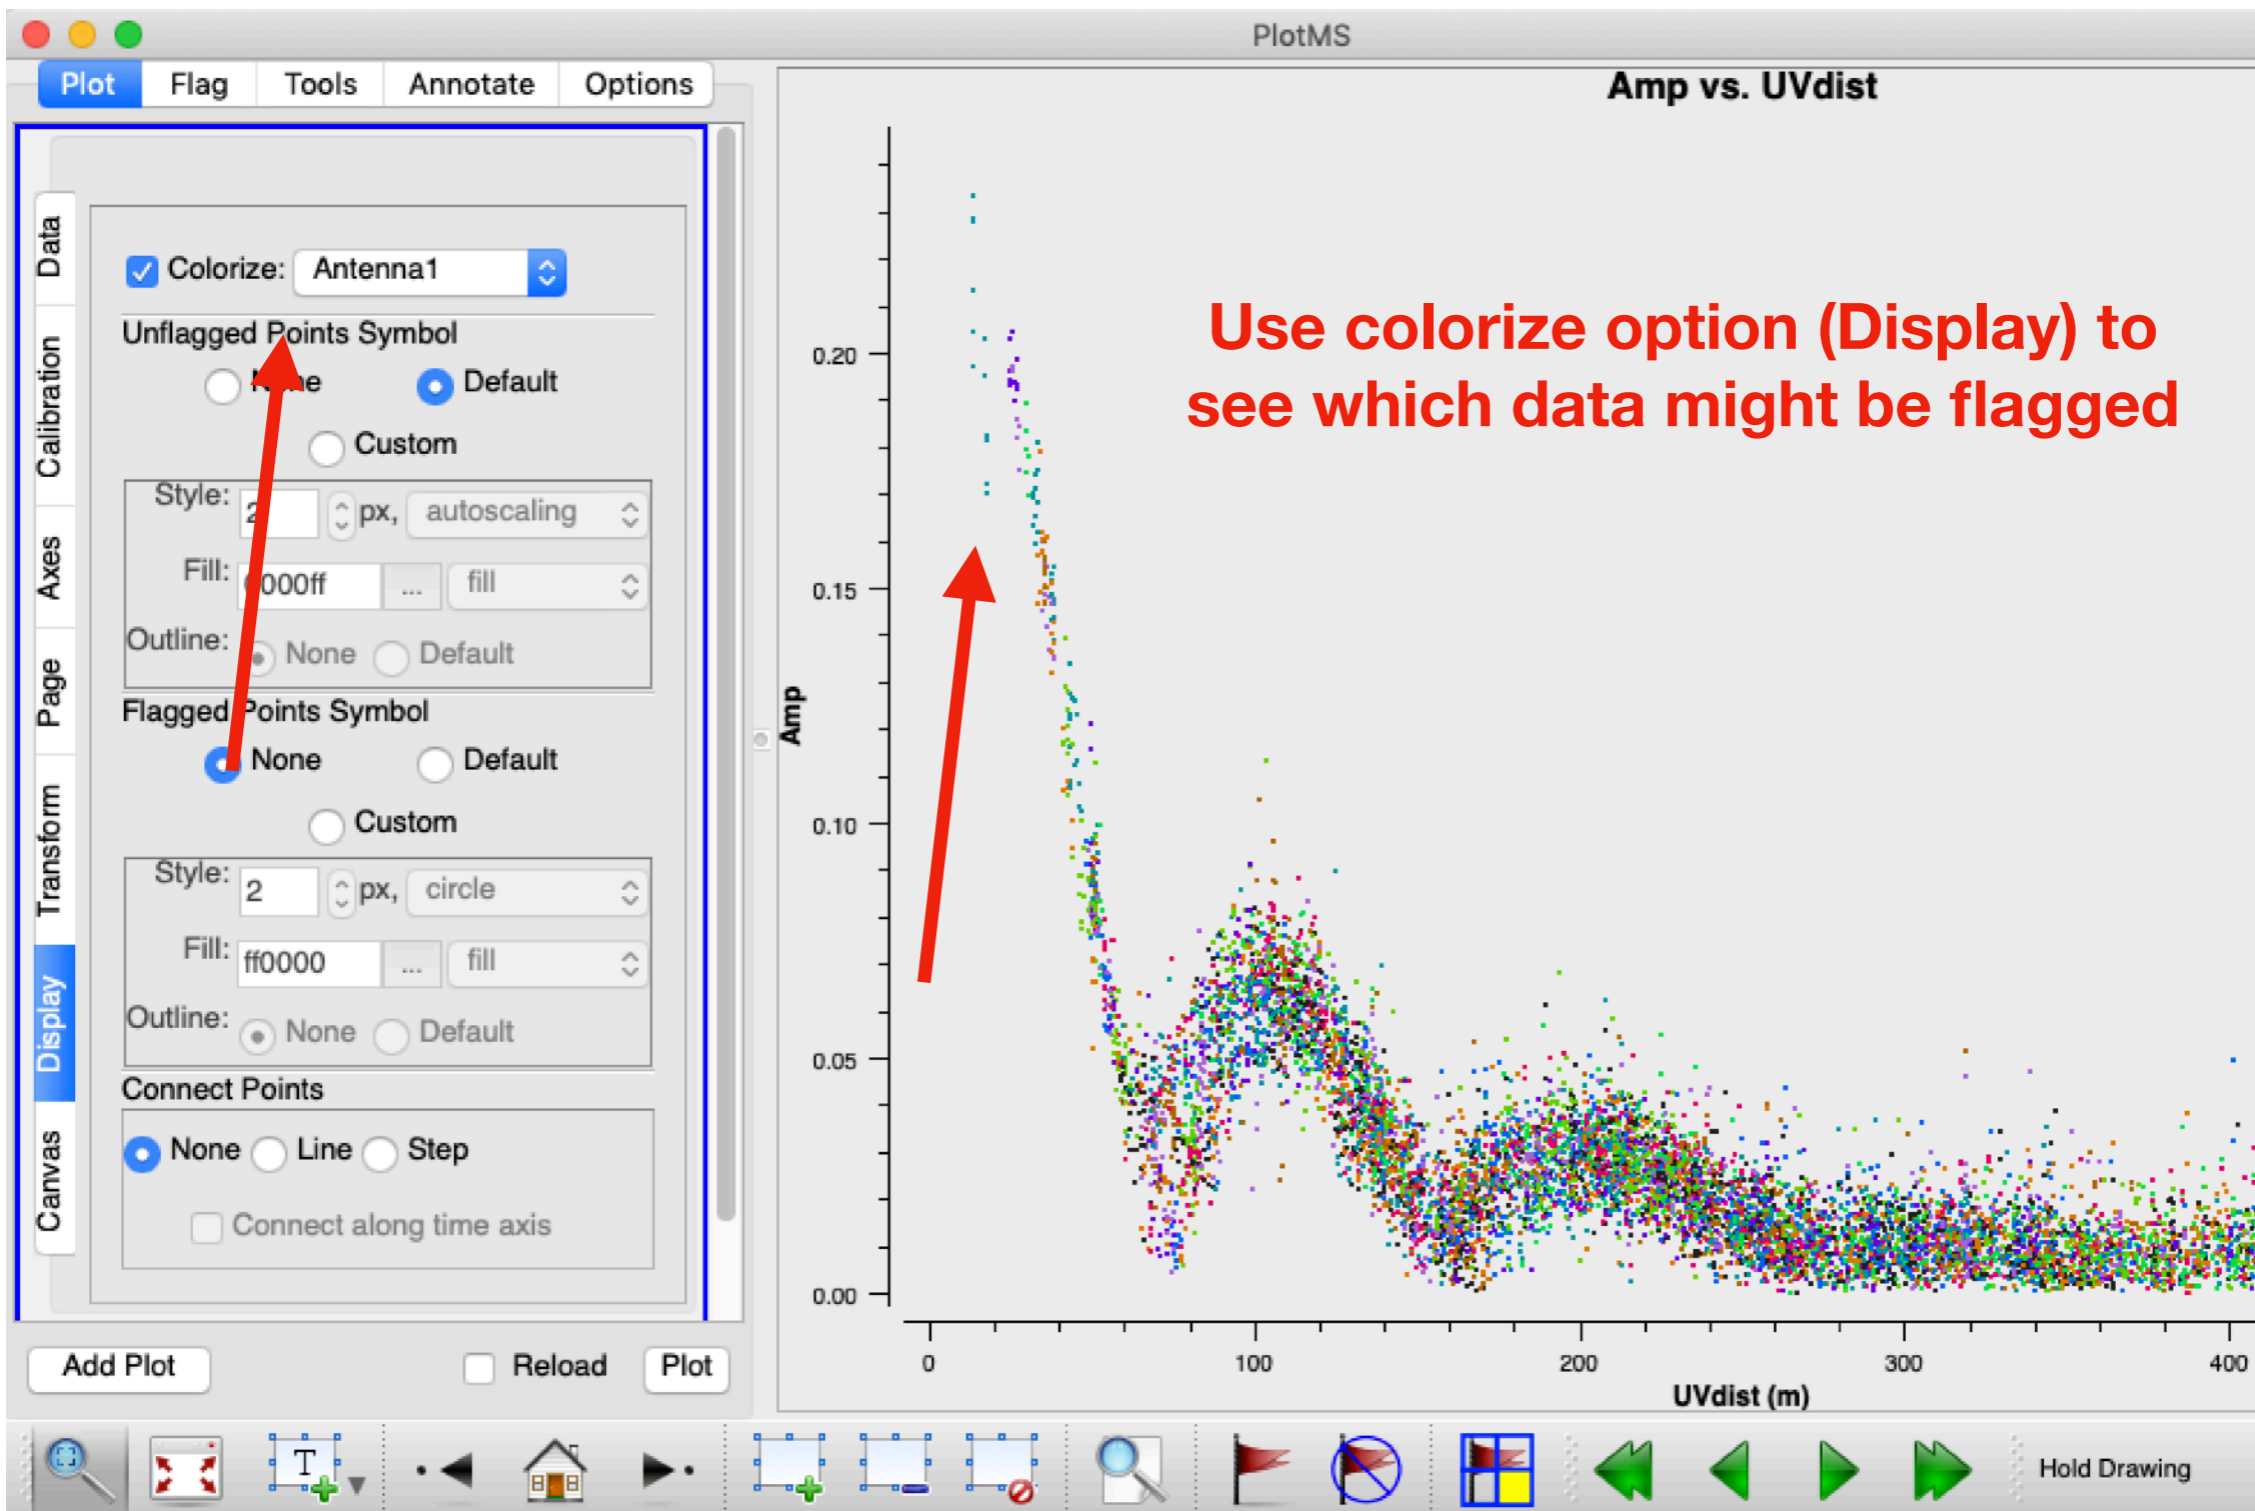 PlotMS
Plot Flag Tools Annotate Options
Data
Calibration
Axes
Page
Transform
Display
Canvas
Colorize: Antenna1
Unflagged Points Symbol
None Default
Custom
Style: 2 px, autoscaling
Fill: 0000ff ... fill
Outline: None Default
Flagged Points Symbol
None Default
Custom
Style: 2 px, circle
Fill: ff0000 ... fill
Outline: None Default
Connect Points
None Line Step
Connect along time axis
Add Plot Reload Plot
Amp vs. UVdist
Use colorize option (Display) to
see which data might be flagged
Amp
0.20
0.15
0.10
0.05
0.00
0 100 200 300 400
UVdist (m)
T
Hold Drawing